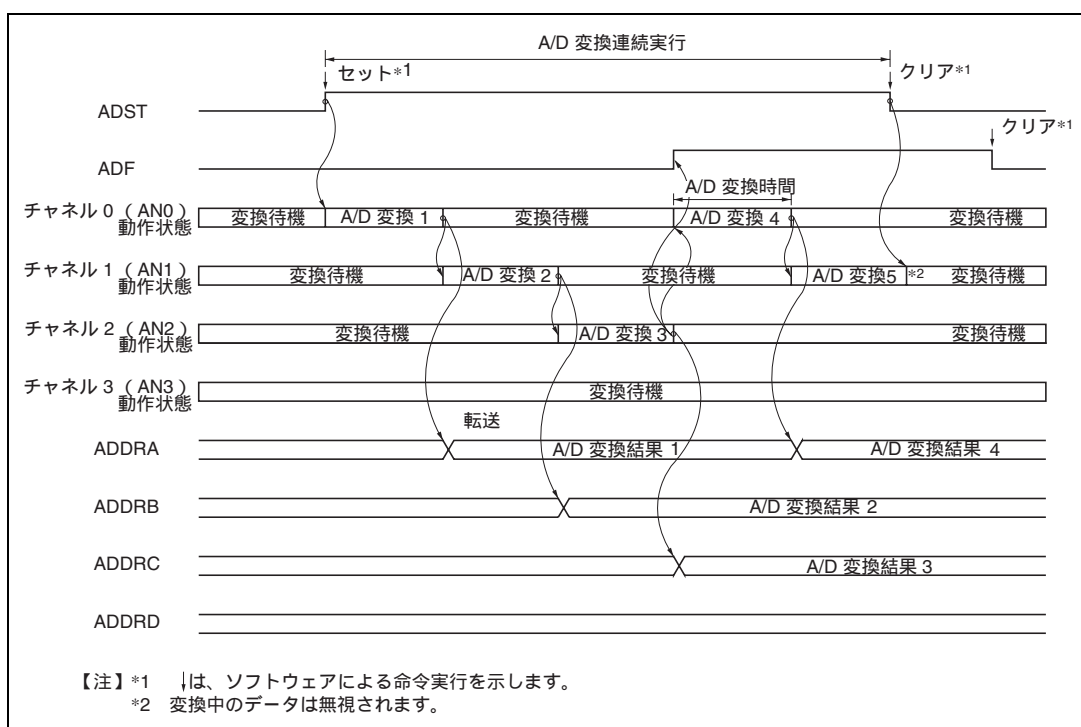 A/D 変換連続実行
セット*1
クリア*1
ADST
クリア*1
ADF
A/D 変換時間
チャネル 0 ( AN0 )
動作状態
変換待機
A/D 変換 1
変換待機
A/D 変換 4
変換待機
チャネル 1 ( AN1 )
動作状態
変換待機
A/D 変換 2
変換待機
A/D 変換5
*2
変換待機
チャネル 2 ( AN2 )
動作状態
変換待機
A/D 変換 3
変換待機
チャネル 3 ( AN3 )
動作状態
変換待機
転送
ADDRA
A/D 変換結果 1
A/D 変換結果 4
ADDRB
A/D 変換結果 2
ADDRC
A/D 変換結果 3
ADDRD
【注】*1 ↓は、ソフトウェアによる命令実行を示します。
*2 変換中のデータは無視されます。